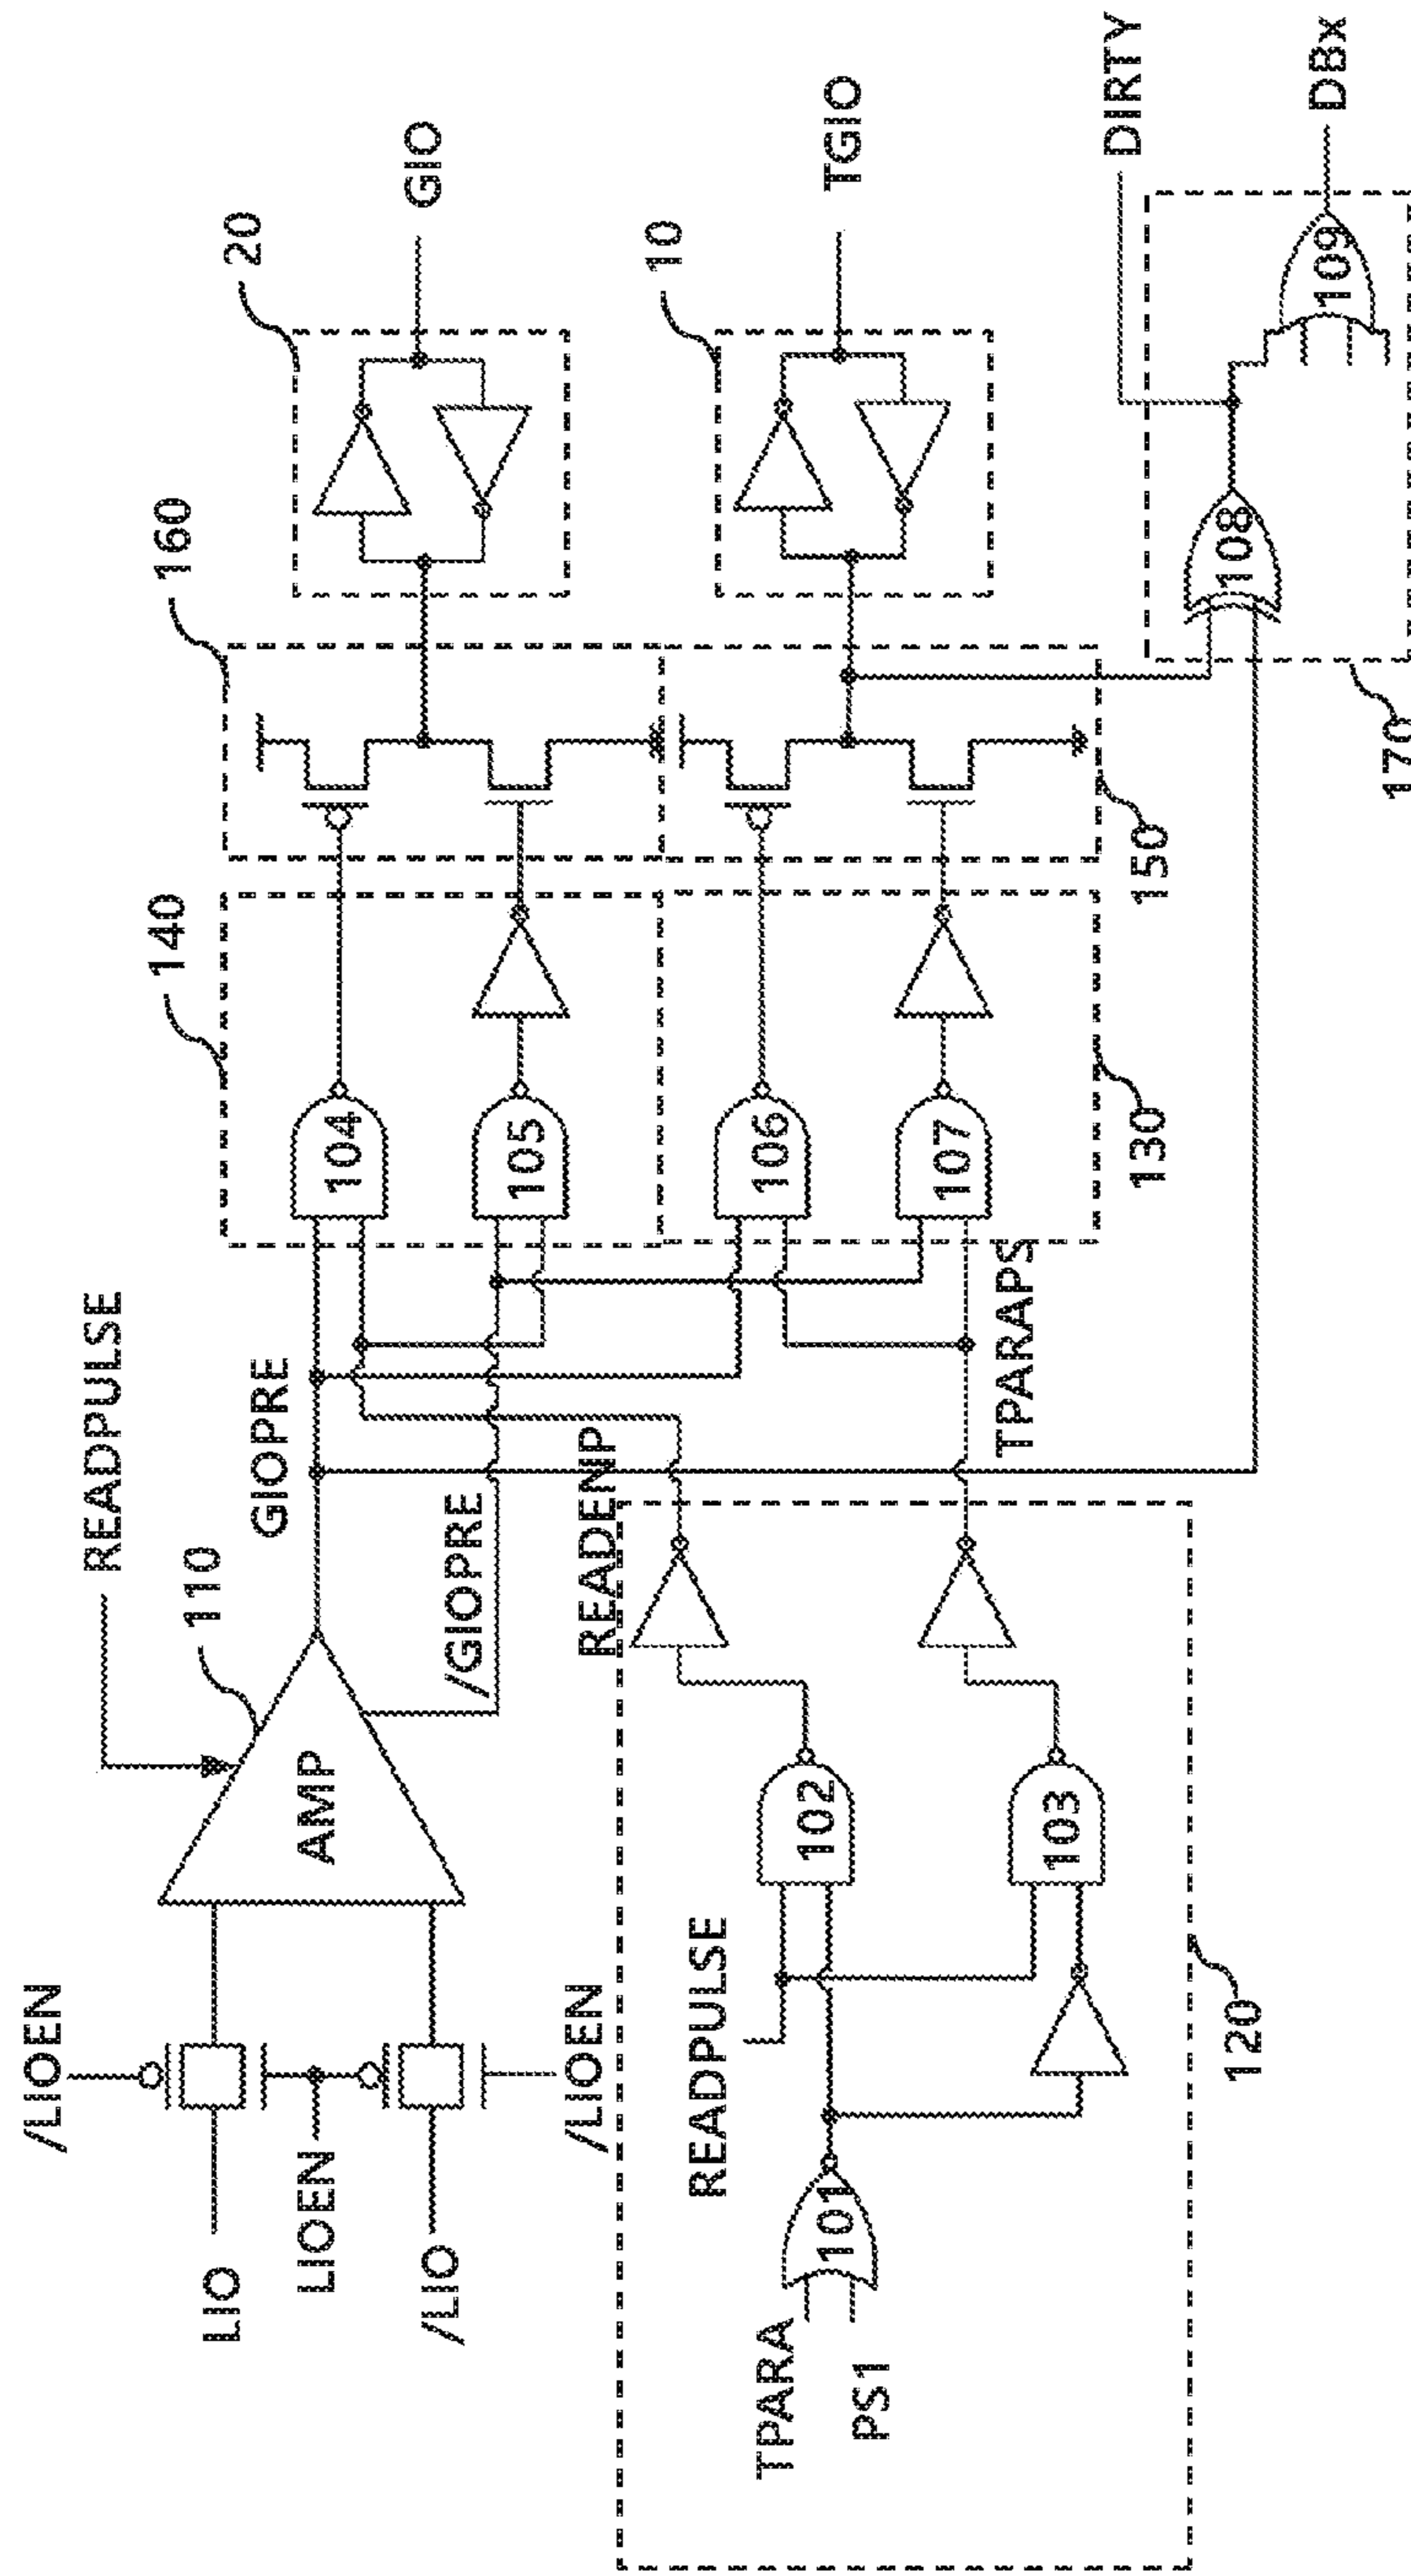 /LIOEN
LIO
LIOEN
/LIO
/LIOEN
READPULSE
110
AMP
GIOPRE
/GIOPRE
READENIP
TPARA
PS1
101
READPULSE
102
103
120
TPARAPS
140
104
105
106
107
130
160
150
20
GIO
10
TGIO
DIRTY
108
109
DBx
170